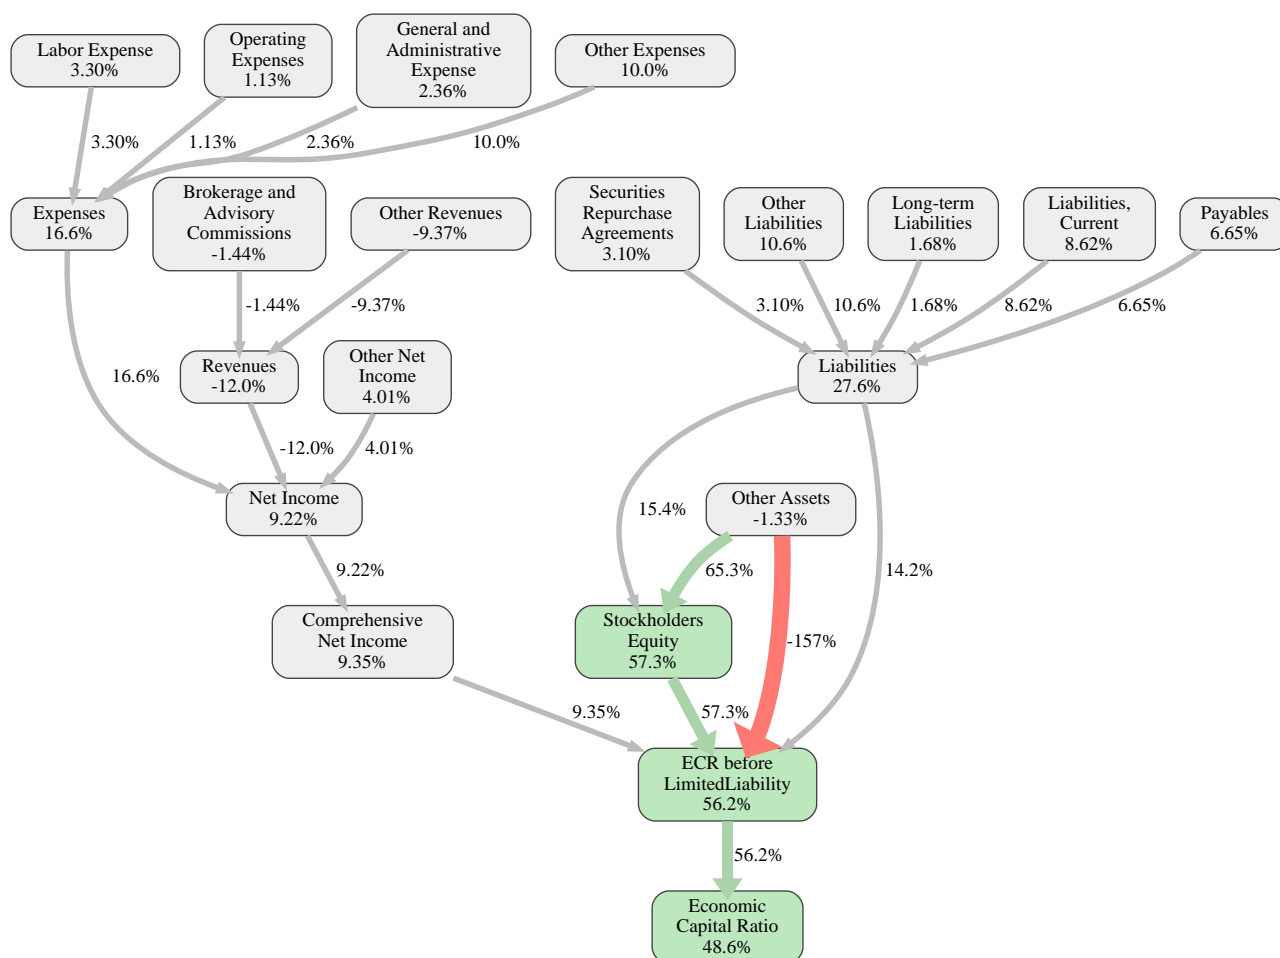 Labor Expense
3.30%
Operating
Expenses
1.13%
General and
Administrative
Expense
2.36%
Other Expenses
10.0%
3.30%
1.13%
2.36%
10.0%
Expenses
16.6%
Brokerage and
Advisory
Commissions
-1.44%
Other Revenues
-9.37%
Securities
Repurchase
Agreements
3.10%
Other
Liabilities
10.6%
Long-term
Liabilities
1.68%
Liabilities,
Current
8.62%
Payables
6.65%
-1.44%
-9.37%
3.10%
10.6%
1.68%
8.62%
6.65%
16.6%
Revenues
-12.0%
Other Net
Income
4.01%
Liabilities
27.6%
-12.0%
4.01%
Net Income
9.22%
15.4%
Other Assets
-1.33%
9.22%
65.3%
14.2%
Comprehensive
Net Income
9.35%
Stockholders
Equity
57.3%
-157%
9.35%
57.3%
ECR before
LimitedLiability
56.2%
56.2%
Economic
Capital Ratio
48.6%